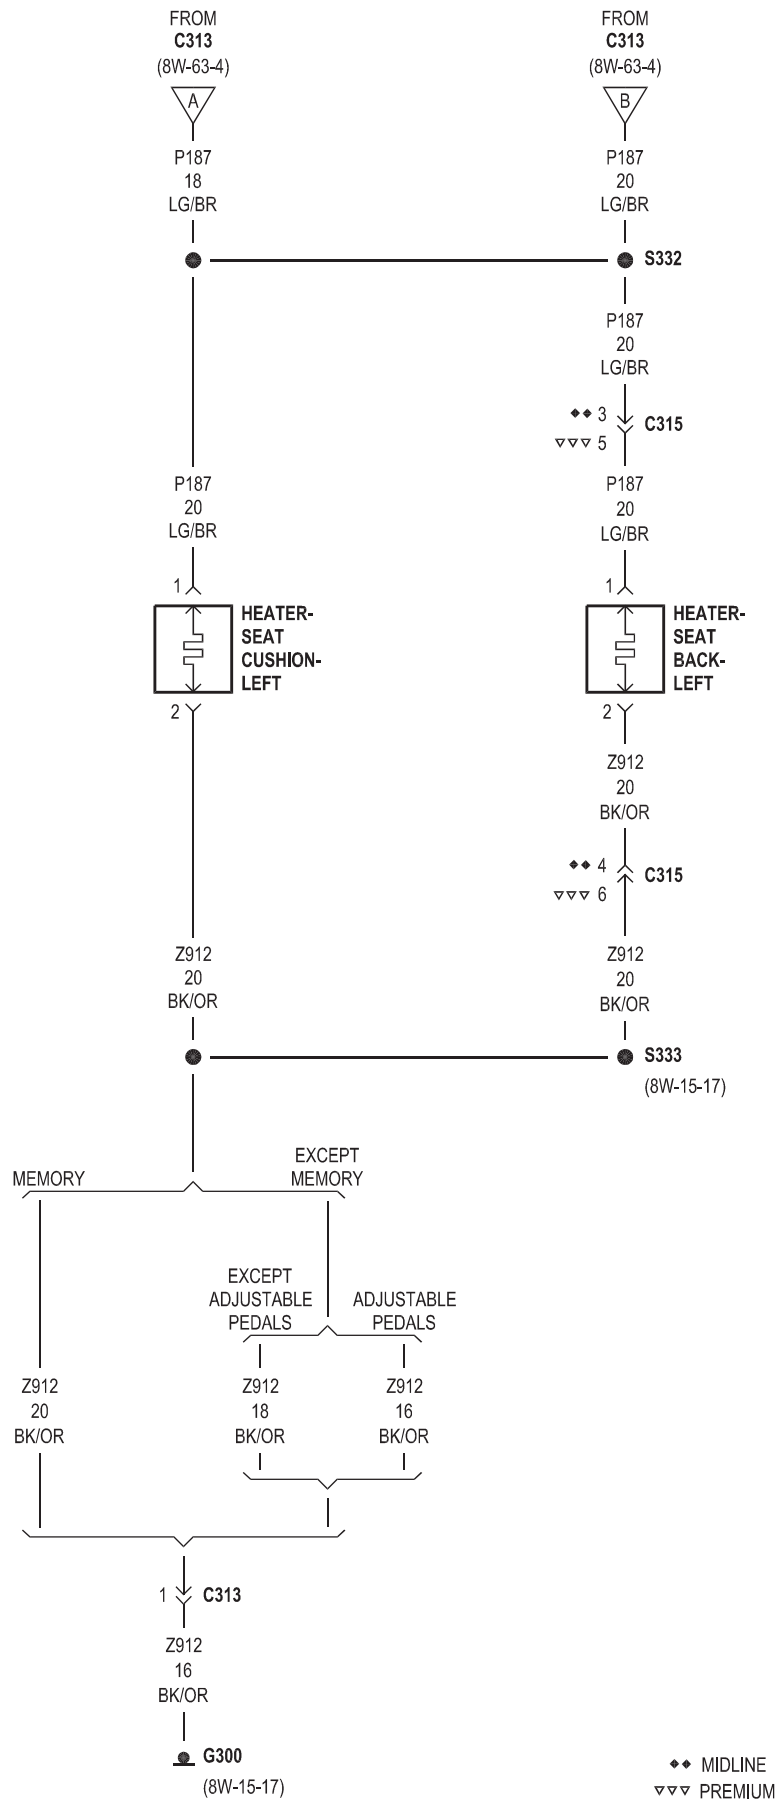 FROM
C313
(8W-63-4)
A
P187
18
LG/BR
FROM
C313
(8W-63-4)
B
P187
20
LG/BR
S332
P187
20
LG/BR
3
5
C315
P187
20
LG/BR
1
HEATER-
SEAT
CUSHION-
LEFT
2
P187
20
LG/BR
1
HEATER-
SEAT
BACK-
LEFT
2
Z912
20
BK/OR
4
6
C315
Z912
20
BK/OR
Z912
20
BK/OR
S333
(8W-15-17)
MEMORY
EXCEPT
MEMORY
EXCEPT
ADJUSTABLE
PEDALS
ADJUSTABLE
PEDALS
Z912
20
BK/OR
Z912
18
BK/OR
Z912
16
BK/OR
1
C313
Z912
16
BK/OR
G300
(8W-15-17)
MIDLINE
PREMIUM